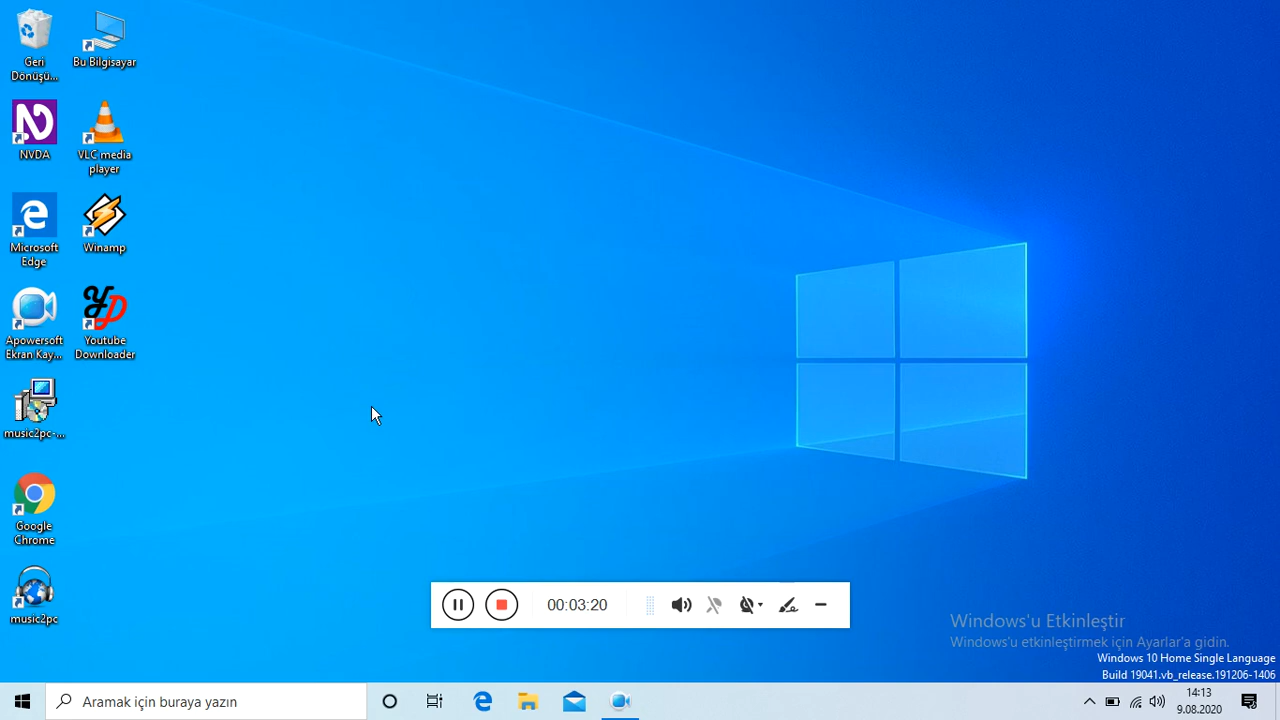 Geri
Dönüşü...
Bu Bilgisayar
NVDA
VLC media
player
Microsoft
Edge
Winamp
Apowersoft
Ekran Kay...
Youtube
Downloader
music2pc-...
Google
Chrome
music2pc
00:03:20
Windows'u Etkinleştir
Windows'u etkinleştirmek için Ayarlar'a gidin.
Windows 10 Home Single Language
Build 19041.vb_release.191206-1406
Aramak için buraya yazın
14:13
9.08.2020